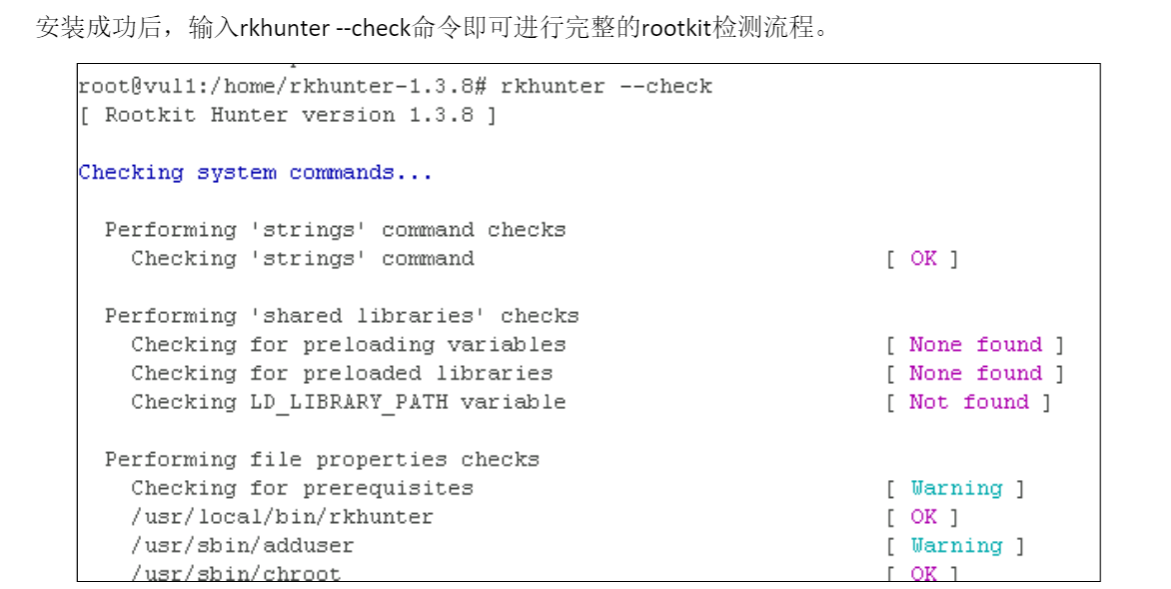 安装成功后，输入rkhunter --check命令即可进行完整的rootkit检测流程。
root@vul1:/home/rkhunter-1.3.8# rkhunter --check
[ Rootkit Hunter version 1.3.8 ]
Checking system commands...
Performing 'strings' command checks
Checking 'strings' command [ OK ]
Performing 'shared libraries' checks
Checking for preloading variables [ None found ]
Checking for preloaded libraries [ None found ]
Checking LD_LIBRARY_PATH variable [ Not found ]
Performing file properties checks
Checking for prerequisites [ Warning ]
/usr/local/bin/rkhunter [ OK ]
/usr/sbin/adduser [ Warning ]
/usr/sbin/chroot [ OK ]